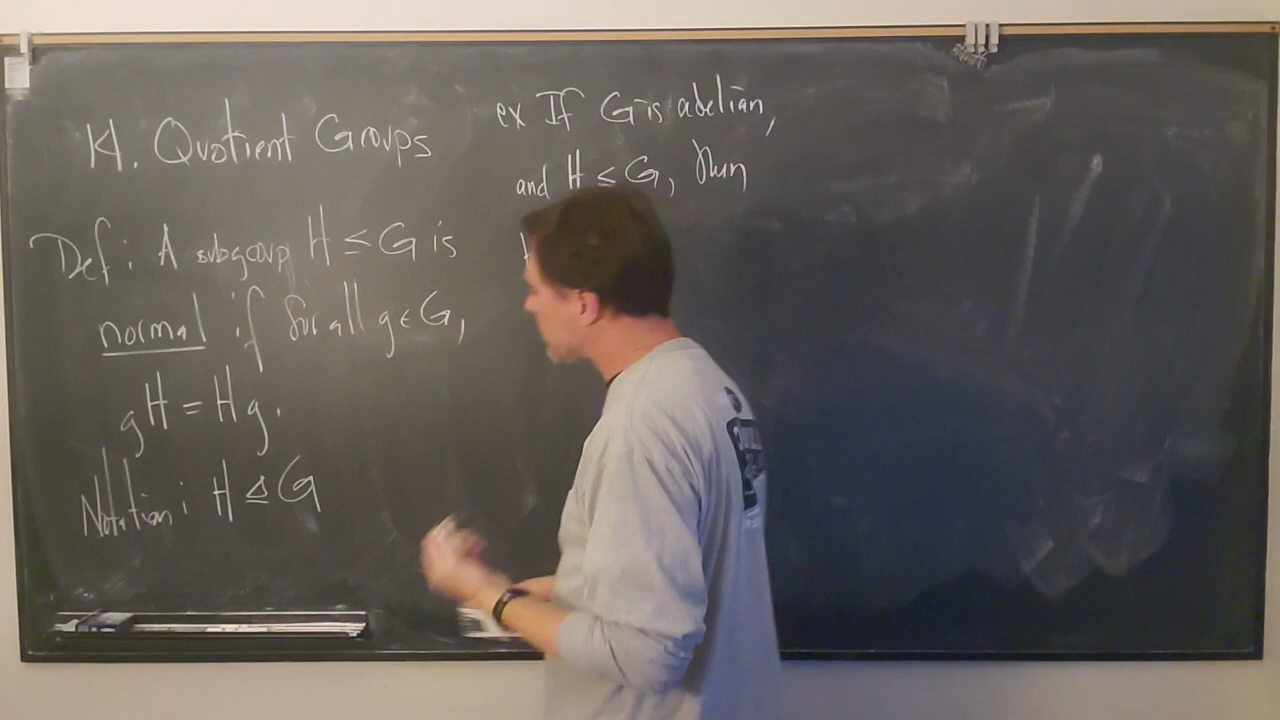 14. Quotient Groups
Def: A subgroup H ≤ G is
normal if for all g ∈ G,
gH = Hg.
Notation: H ⊴ G
ex If G is abelian,
and H ≤ G, then